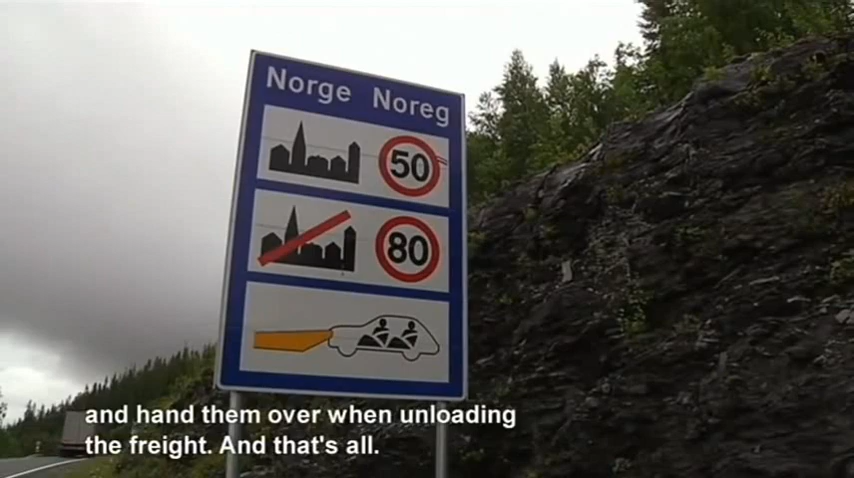 Norge Noreg
50
80
and hand them over when unloading
the freight. And that's all.